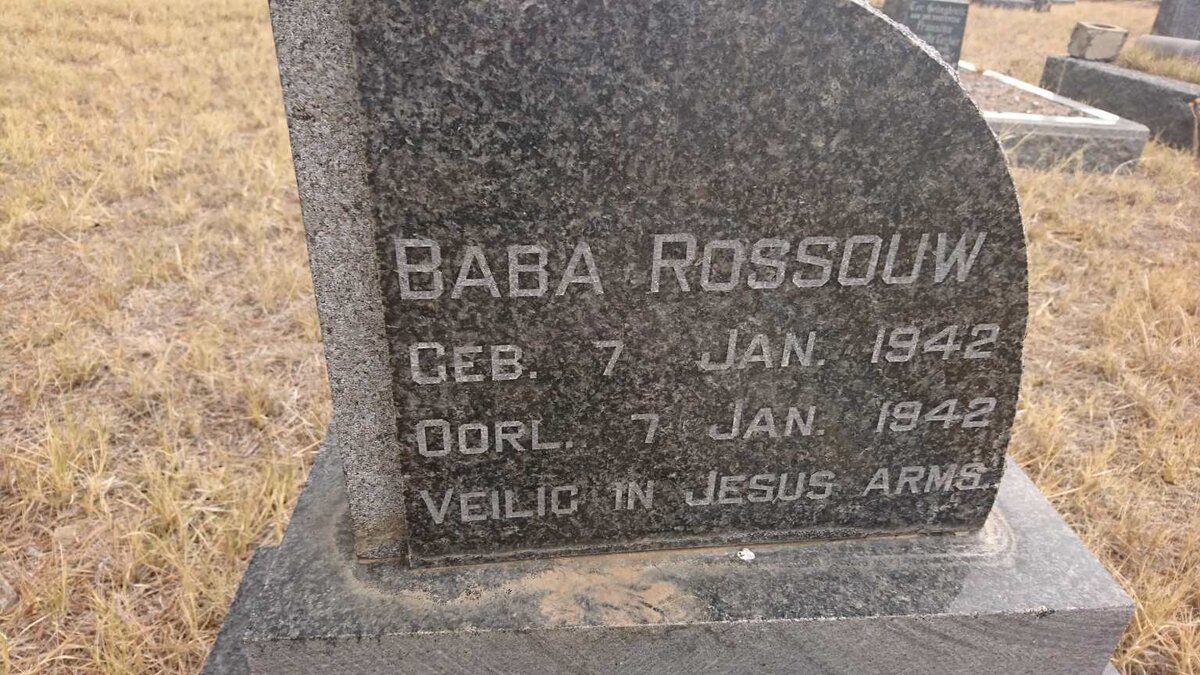 BABA ROSSOUW
GEB. 7 JAN. 1942
OORL. 7 JAN. 1942
VEILIG IN JESUS ARMS.